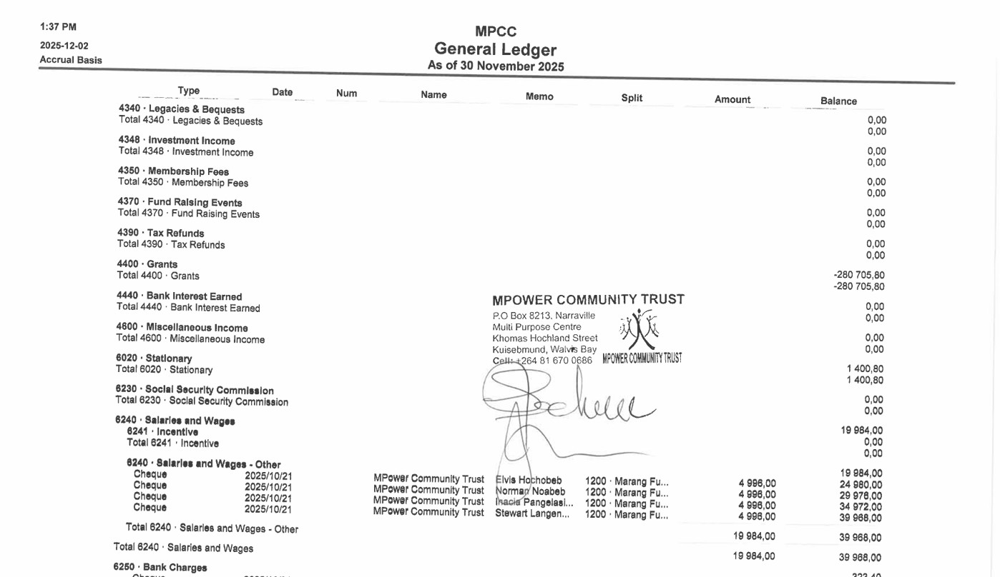 1:37 PM
2025-12-02
Accrual Basis
MPCC
General Ledger
As of 30 November 2025
Type Date Num Name Memo Split Amount Balance
4340 · Legacies & Bequests 0,00
Total 4340 · Legacies & Bequests 0,00
4348 · Investment Income 0,00
Total 4348 · Investment Income 0,00
4350 · Membership Fees 0,00
Total 4350 · Membership Fees 0,00
4370 · Fund Raising Events 0,00
Total 4370 · Fund Raising Events 0,00
4390 · Tax Refunds 0,00
Total 4390 · Tax Refunds 0,00
4400 · Grants -280 705,80
Total 4400 · Grants -280 705,80
4440 · Bank Interest Earned 0,00
Total 4440 · Bank Interest Earned 0,00
4600 · Miscellaneous Income 0,00
Total 4600 · Miscellaneous Income 0,00
6020 · Stationary 1 400,80
Total 6020 · Stationary 1 400,80
6230 · Social Security Commission 0,00
Total 6230 · Social Security Commission 0,00
6240 · Salaries and Wages 19 984,00
6241 · Incentive 0,00
Total 6241 · Incentive 0,00
6240 · Salaries and Wages - Other 19 984,00
Cheque 2025/10/21 MPower Community Trust Elvis Hochobeb 1200 · Marang Fu... 4 996,00 24 980,00
Cheque 2025/10/21 MPower Community Trust Norman Noabeb 1200 · Marang Fu... 4 996,00 29 976,00
Cheque 2025/10/21 MPower Community Trust Inacia Pangelasi... 1200 · Marang Fu... 4 996,00 34 972,00
Cheque 2025/10/21 MPower Community Trust Stewart Langen... 1200 · Marang Fu... 4 996,00 39 968,00
Total 6240 · Salaries and Wages - Other 19 984,00 39 968,00
Total 6240 · Salaries and Wages 19 984,00 39 968,00
6250 · Bank Charges
MPOWER COMMUNITY TRUST
P.O Box 8213, Narraville
Multi Purpose Centre
Khomas Hochland Street
Kuisebmund, Walvis Bay
Cell: +264 81 670 0686
MPOWER COMMUNITY TRUST